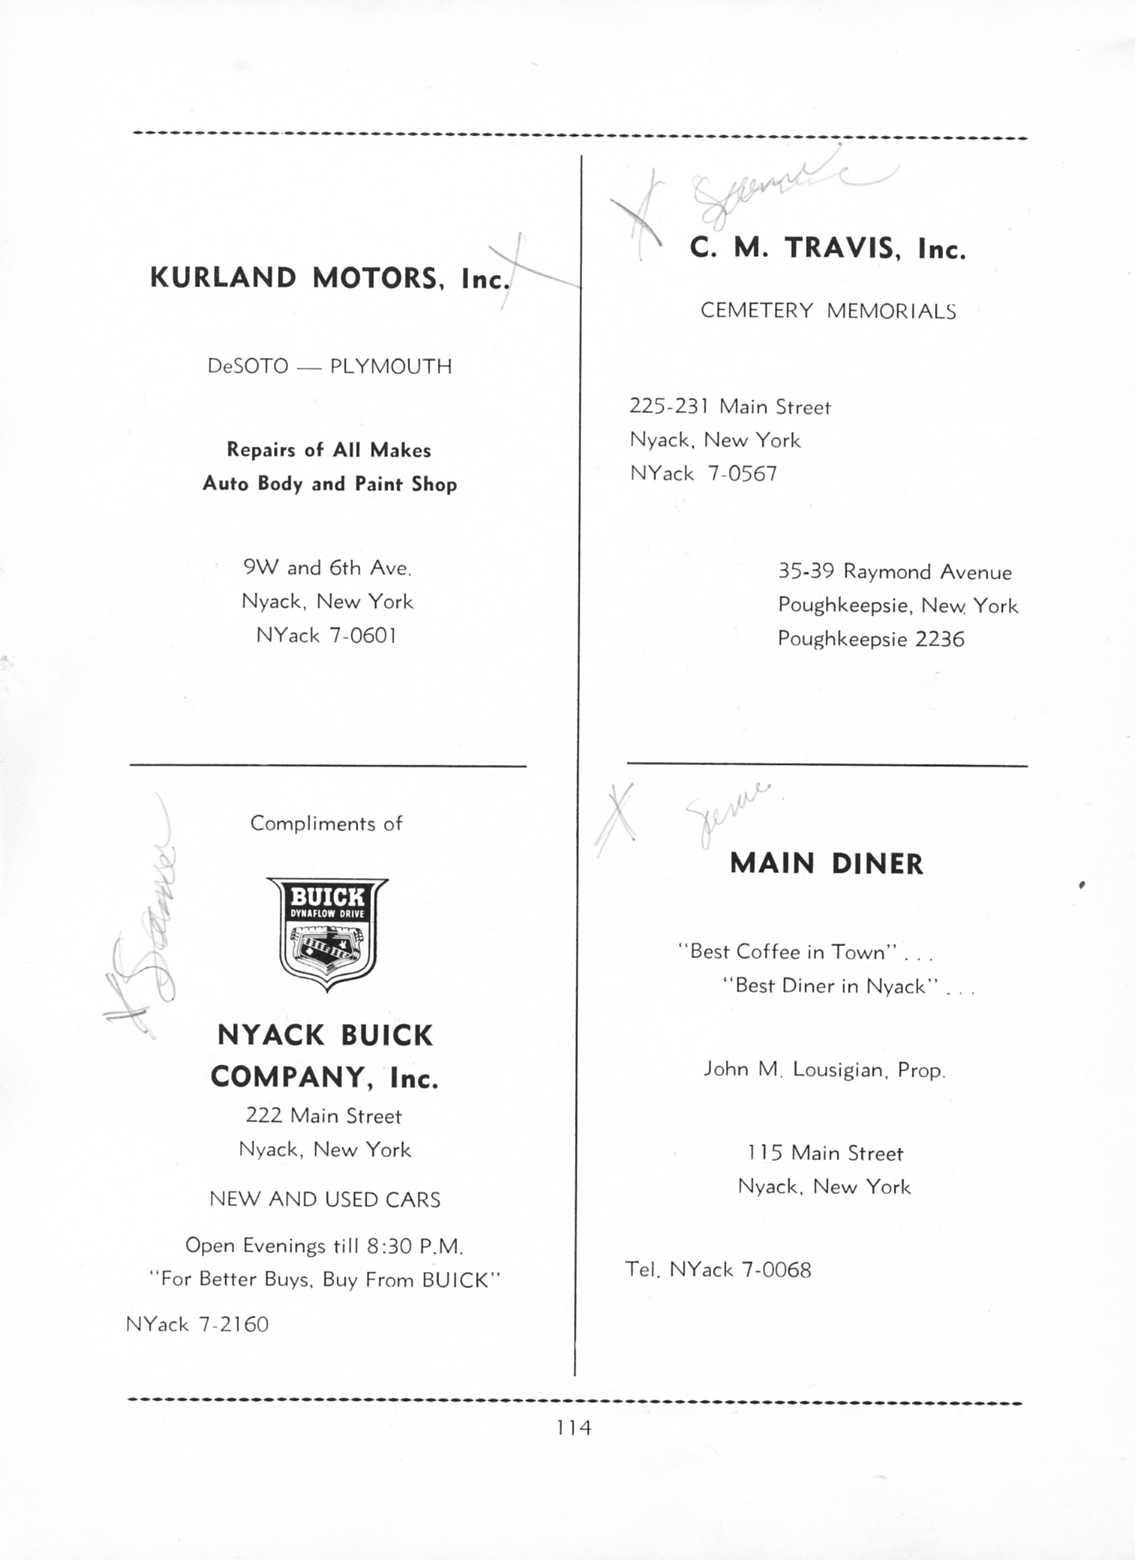 KURLAND MOTORS, Inc.
DeSOTO — PLYMOUTH
Repairs of All Makes
Auto Body and Paint Shop
9W and 6th Ave.
Nyack, New York
NYack 7-0601
C. M. TRAVIS, Inc.
CEMETERY MEMORIALS
225-231 Main Street
Nyack, New York
NYack 7-0567
35-39 Raymond Avenue
Poughkeepsie, New York
Poughkeepsie 2236
Compliments of
BUICK
DYNAFLOW DRIVE
NYACK BUICK
COMPANY, Inc.
222 Main Street
Nyack, New York
NEW AND USED CARS
Open Evenings till 8:30 P.M.
"For Better Buys, Buy From BUICK"
NYack 7-2160
MAIN DINER
"Best Coffee in Town" . . .
"Best Diner in Nyack" . . .
John M. Lousigian, Prop.
115 Main Street
Nyack, New York
Tel. NYack 7-0068
114